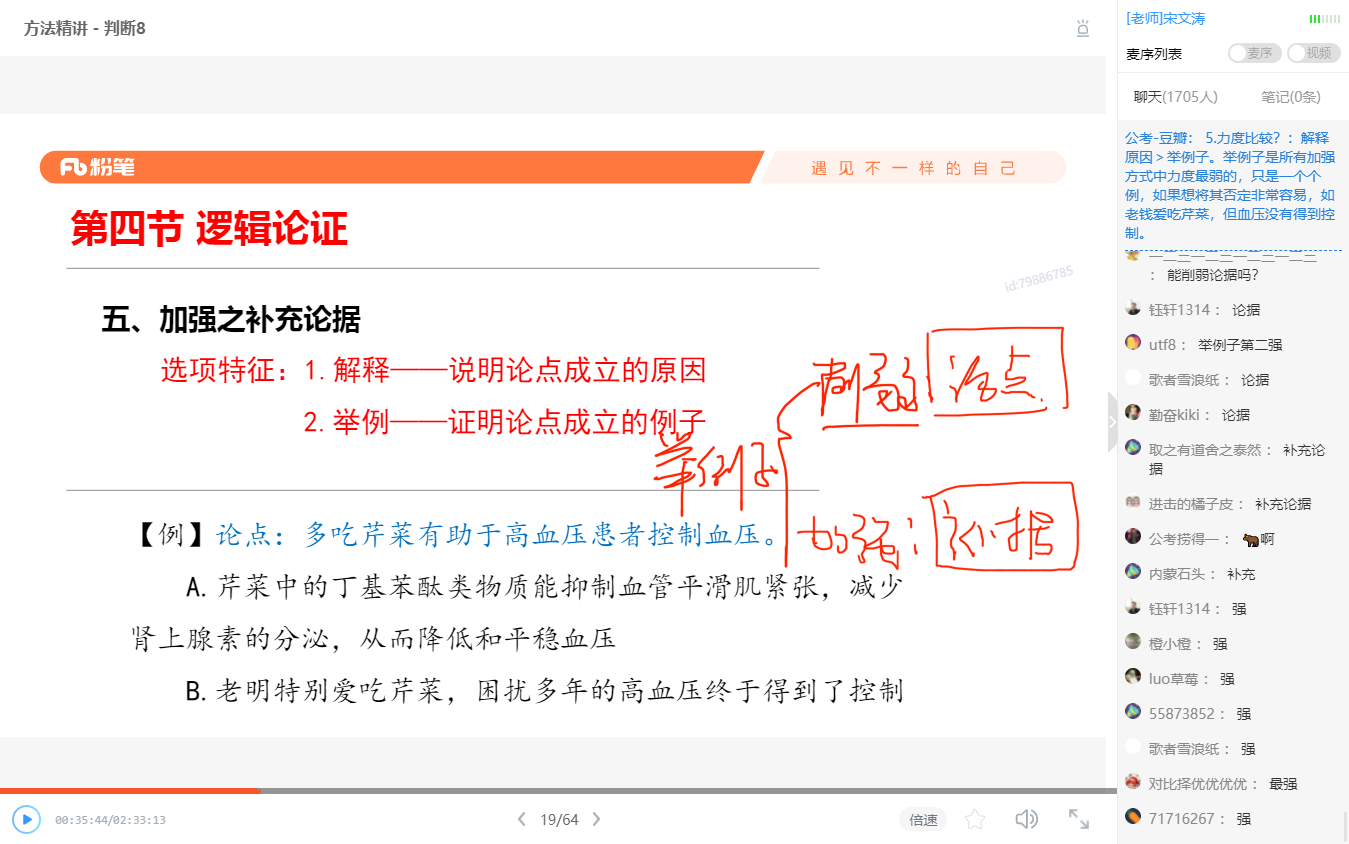 方法精讲 - 判断8
粉笔
遇见不一样的自己
第四节 逻辑论证
id:79886785
五、加强之补充论据
选项特征：1.解释——说明论点成立的原因
2.举例——证明论点成立的例子
举例子
削弱：论点
加强：论据
【例】论点：多吃芹菜有助于高血压患者控制血压。
A. 芹菜中的丁基苯酞类物质能抑制血管平滑肌紧张，减少
肾上腺素的分泌，从而降低和平稳血压
B. 老明特别爱吃芹菜，困扰多年的高血压终于得到了控制
00:35:44/02:33:13
19/64
倍速
[老师]宋文涛
麦序列表
麦序
视频
聊天(1705人)
笔记(0条)
公考-豆瓣： 5.力度比较？：解释
原因＞举例子。举例子是所有加强
方式中力度最弱的，只是一个个
例，如果想将其否定非常容易，如
老钱爱吃芹菜，但血压没有得到控
制。
： 能削弱论据吗？
钰轩1314： 论据
utf8： 举例子第二强
歌者雪浪纸： 论据
勤奋kiki： 论据
取之有道舍之泰然： 补充论
据
进击的橘子皮： 补充论据
公考捞得一： 🐂啊
内蒙石头： 补充
钰轩1314： 强
橙小橙： 强
luo草莓： 强
55873852： 强
歌者雪浪纸： 强
对比择优优优优： 最强
71716267： 强